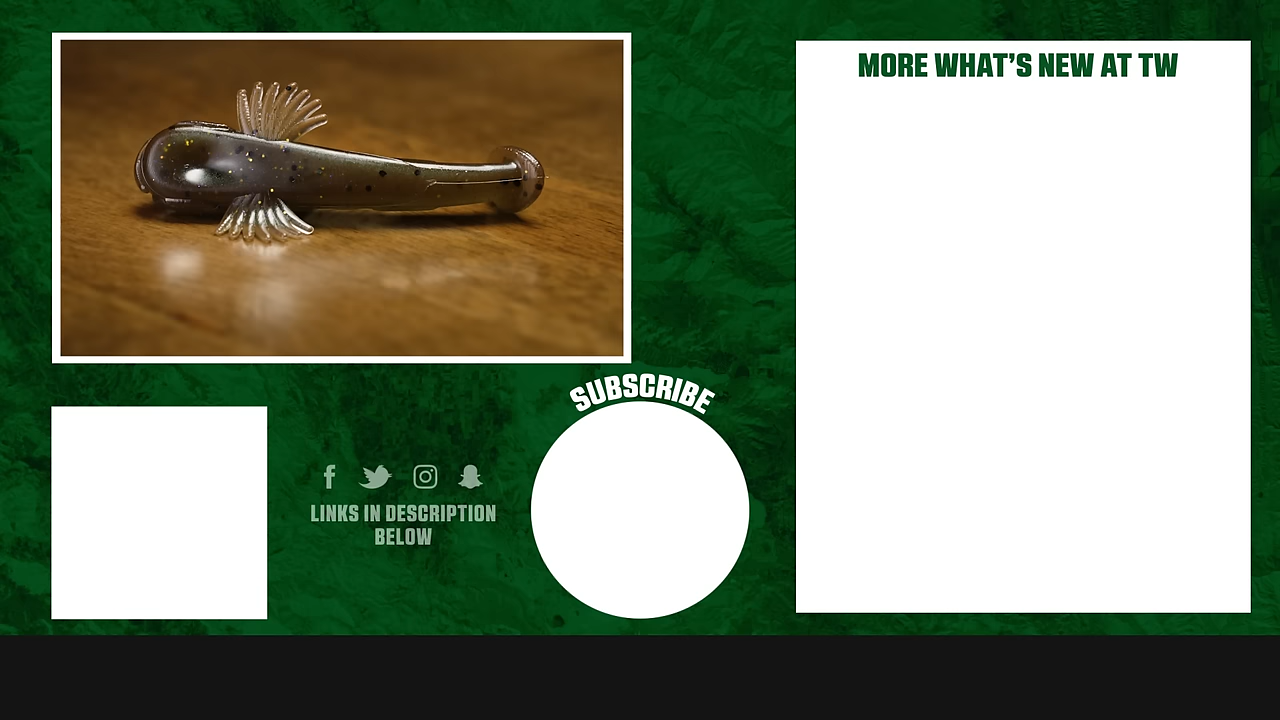 MORE WHAT'S NEW AT TW
SUBSCRIBE
LINKS IN DESCRIPTION
BELOW